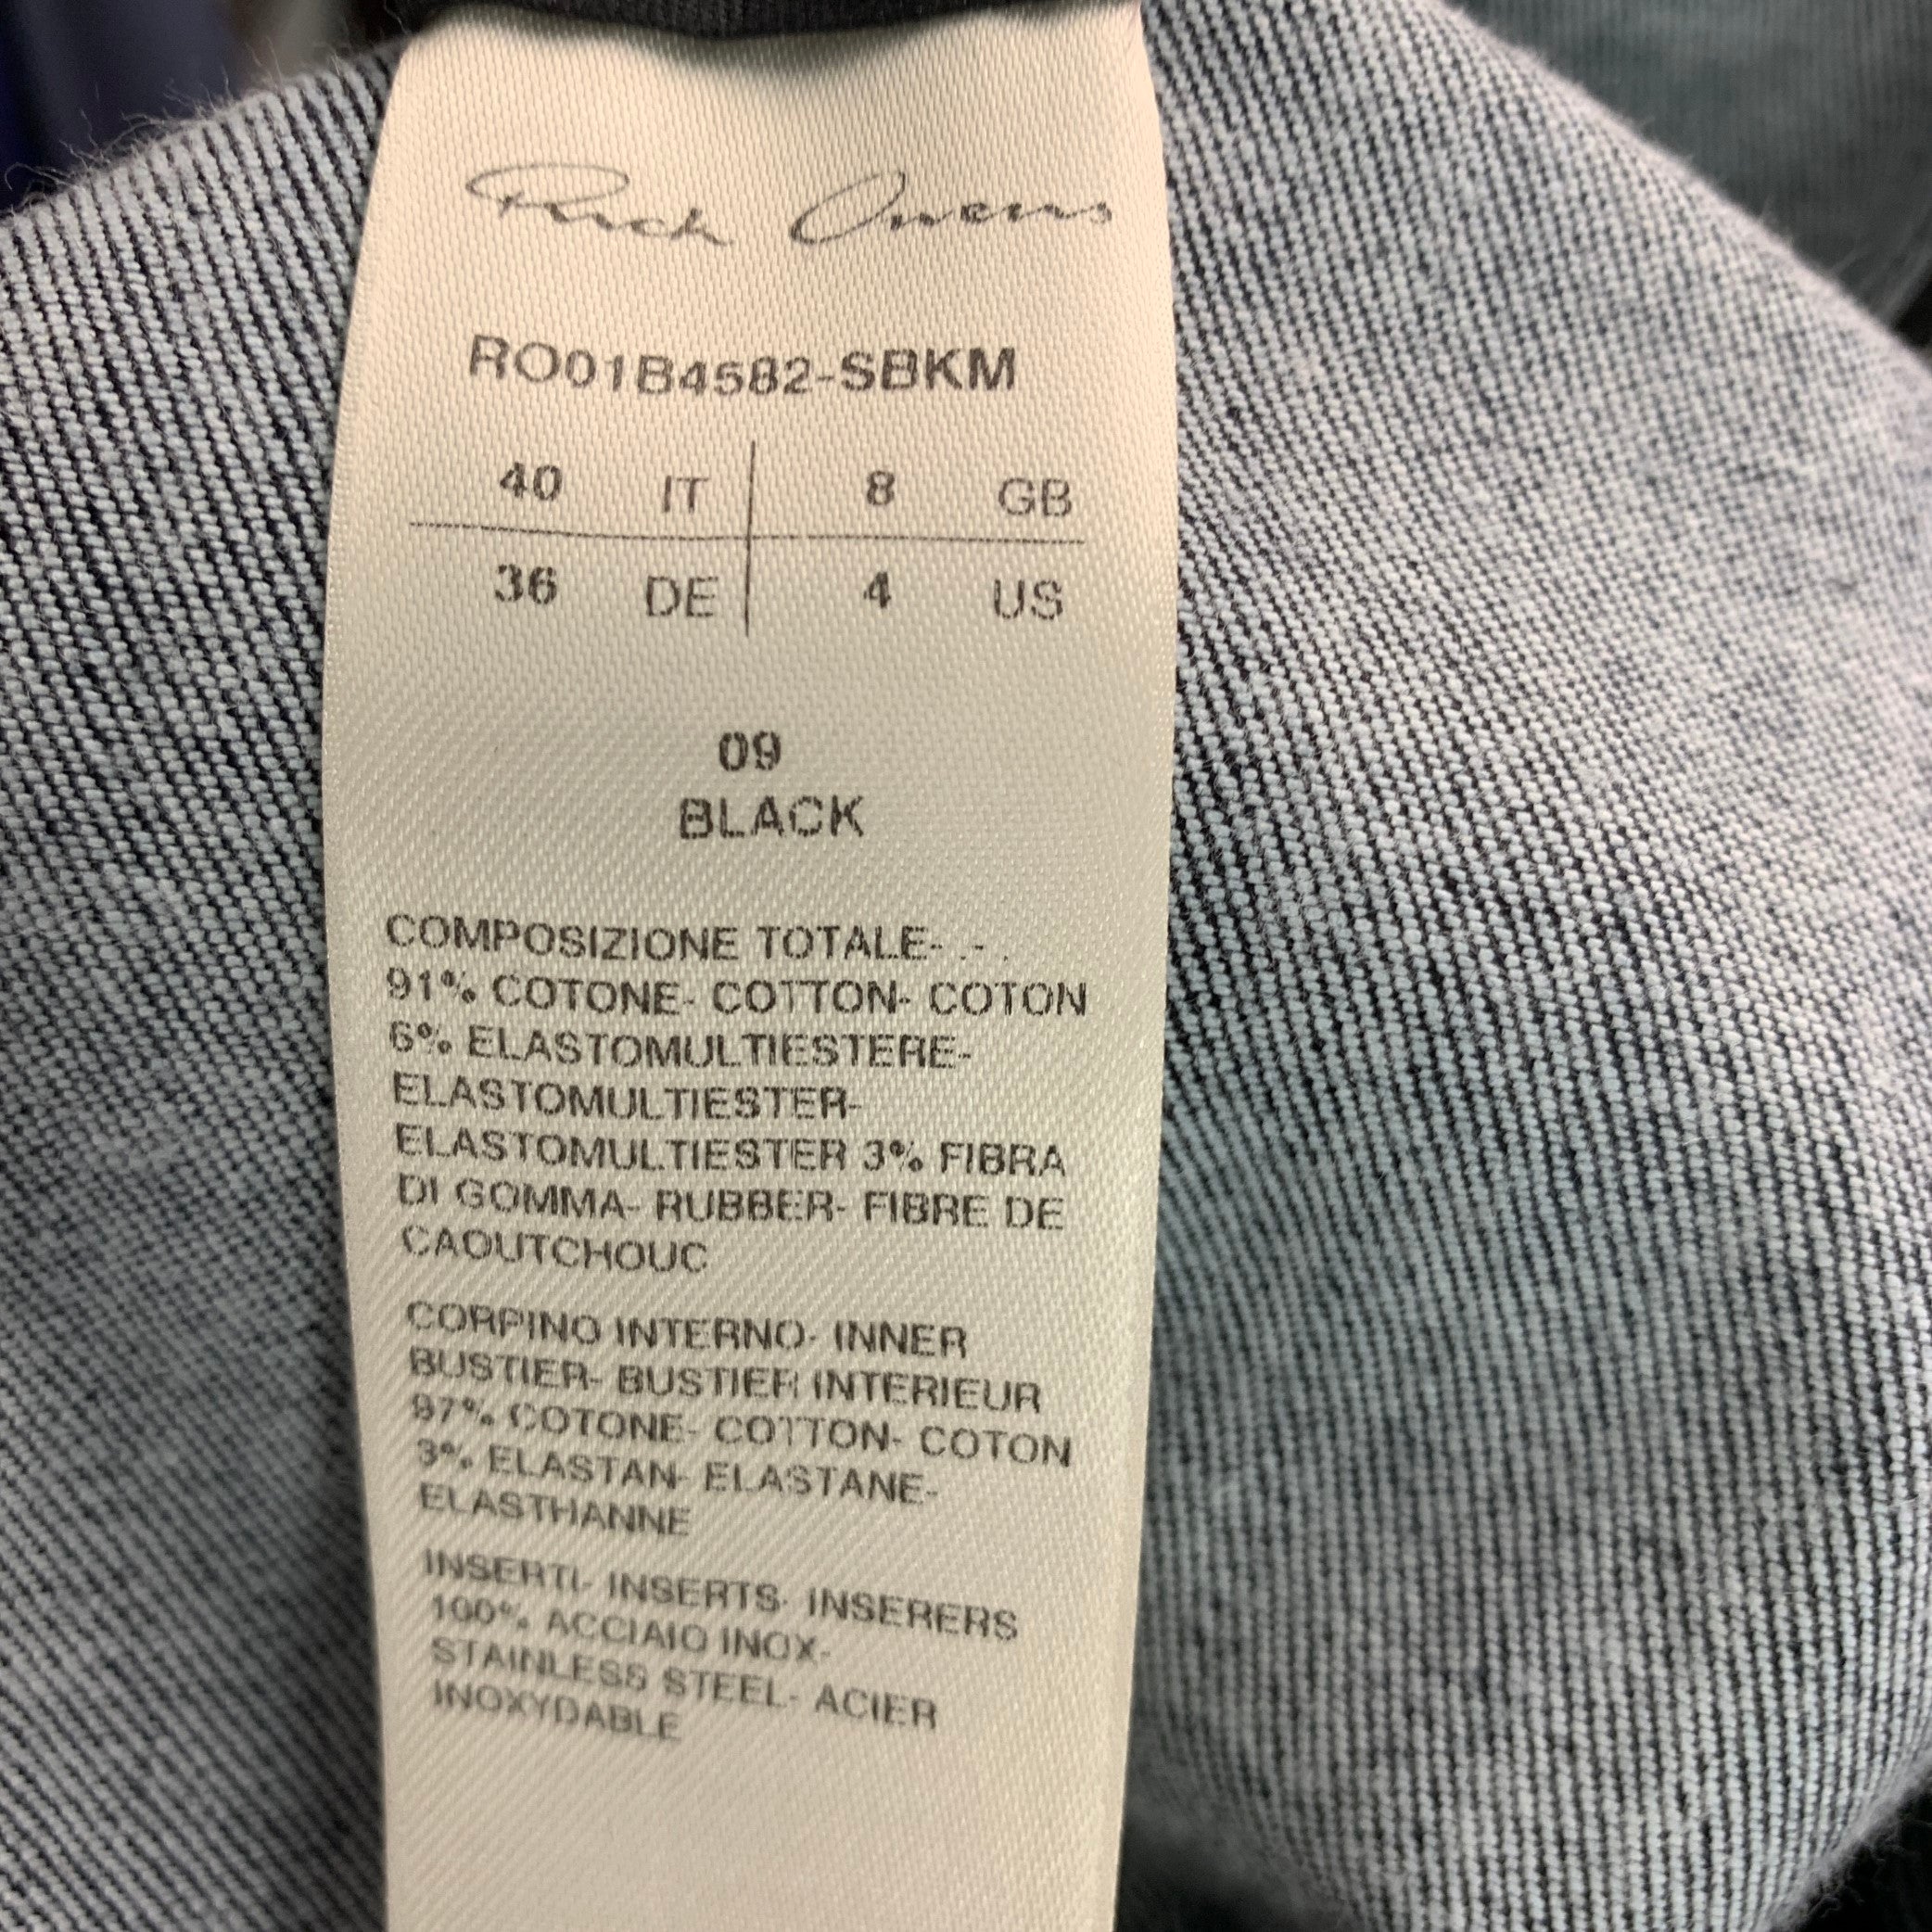 Rick Owens
RO01B4582-SBKM
40 IT 8 GB
36 DE 4 US
09
BLACK
COMPOSIZIONE TOTALE- .- .
91% COTONE- COTTON- COTON
6% ELASTOMULTIESTERE-
ELASTOMULTIESTER-
ELASTOMULTIESTER 3% FIBRA
DI GOMMA- RUBBER- FIBRE DE
CAOUTCHOUC
CORPINO INTERNO- INNER
BUSTIER- BUSTIER INTERIEUR
97% COTONE- COTTON- COTON
3% ELASTAN- ELASTANE-
ELASTHANNE
INSERTI- INSERTS- INSERERS
100% ACCIAIO INOX-
STAINLESS STEEL- ACIER
INOXYDABLE